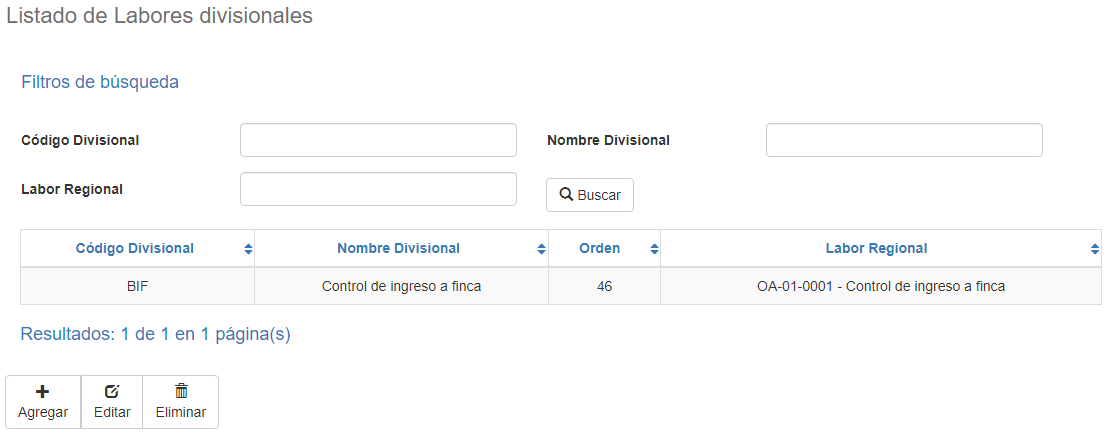 Listado de Labores divisionales
Filtros de búsqueda
Código Divisional
Nombre Divisional
Labor Regional
Buscar
Código Divisional Nombre Divisional Orden Labor Regional
BIF Control de ingreso a finca 46 OA-01-0001 - Control de ingreso a finca
Resultados: 1 de 1 en 1 página(s)
Agregar Editar Eliminar